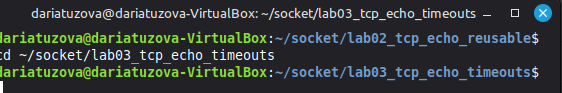 dariatuzova@dariatuzova-VirtualBox: ~/socket/lab03_tcp_echo_timeouts
dariatuzova@dariatuzova-VirtualBox:~/socket/lab02_tcp_echo_reusable$
cd ~/socket/lab03_tcp_echo_timeouts
dariatuzova@dariatuzova-VirtualBox:~/socket/lab03_tcp_echo_timeouts$